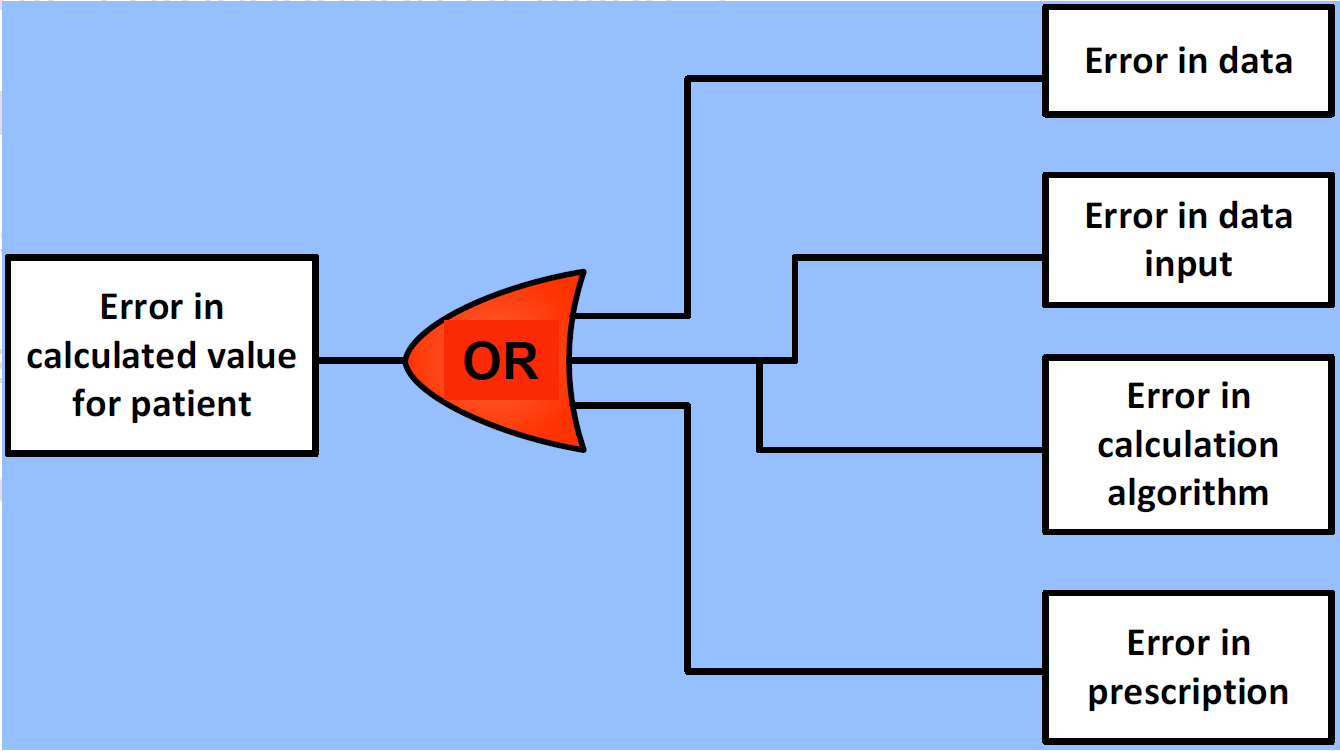 Error in data
Error in data
input
Error in
calculated value
for patient
OR
Error in
calculation
algorithm
Error in
prescription